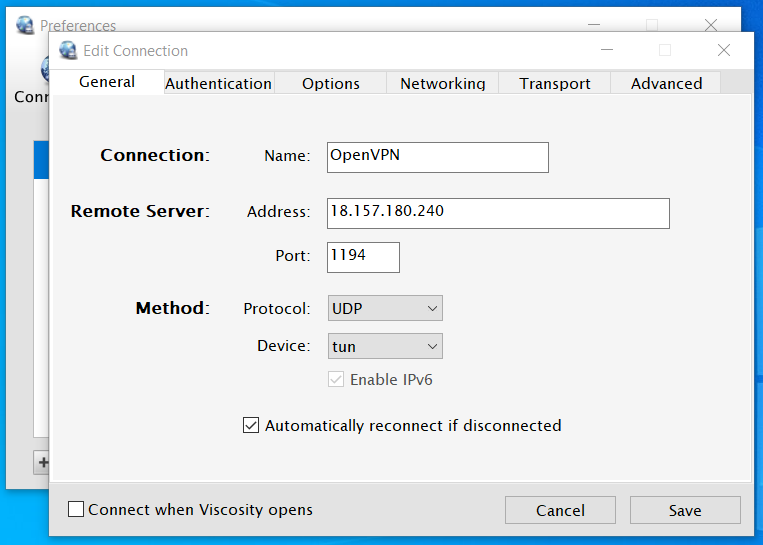 Preferences
Edit Connection
General Authentication Options Networking Transport Advanced
Connection: Name: OpenVPN
Remote Server: Address: 18.157.180.240
Port: 1194
Method: Protocol: UDP
Device: tun
Enable IPv6
Automatically reconnect if disconnected
Connect when Viscosity opens Cancel Save